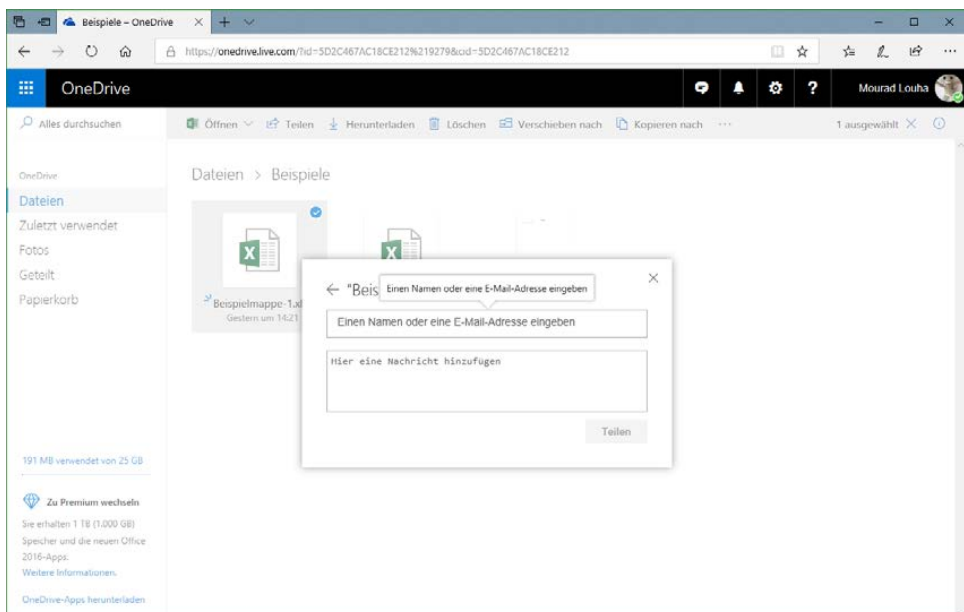 Beispiele – OneDrive
https://onedrive.live.com/?id=5D2C467AC18CE212%219279&cid=5D2C467AC18CE212
OneDrive
Mourad Louha
Alles durchsuchen
Öffnen Teilen Herunterladen Löschen Verschieben nach Kopieren nach ... 1 ausgewählt
OneDrive
Dateien > Beispiele
Dateien
Zuletzt verwendet
Fotos
Geteilt
Papierkorb
Gestern um 14:21
"Beis
Einen Namen oder eine E-Mail-Adresse eingeben
Einen Namen oder eine E-Mail-Adresse eingeben
Hier eine Nachricht hinzufügen
Teilen
191 MB verwendet von 25 GB
Zu Premium wechseln
Sie erhalten 1 TB (1.000 GB)
Speicher und die neuen Office
2016-Apps.
Weitere Informationen.
OneDrive-Apps herunterladen